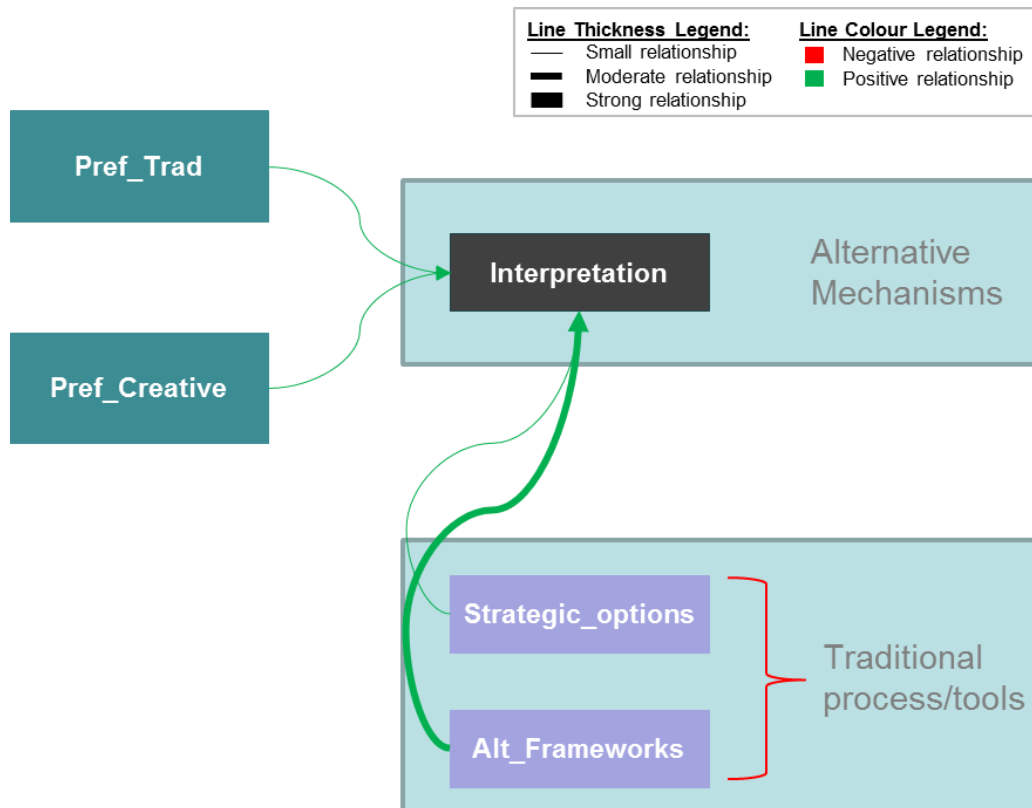 Line Thickness Legend:
Small relationship
Moderate relationship
Strong relationship
Line Colour Legend:
Negative relationship
Positive relationship
Pref_Trad
Pref_Creative
Interpretation
Alternative
Mechanisms
Strategic_options
Alt_Frameworks
Traditional
process/tools